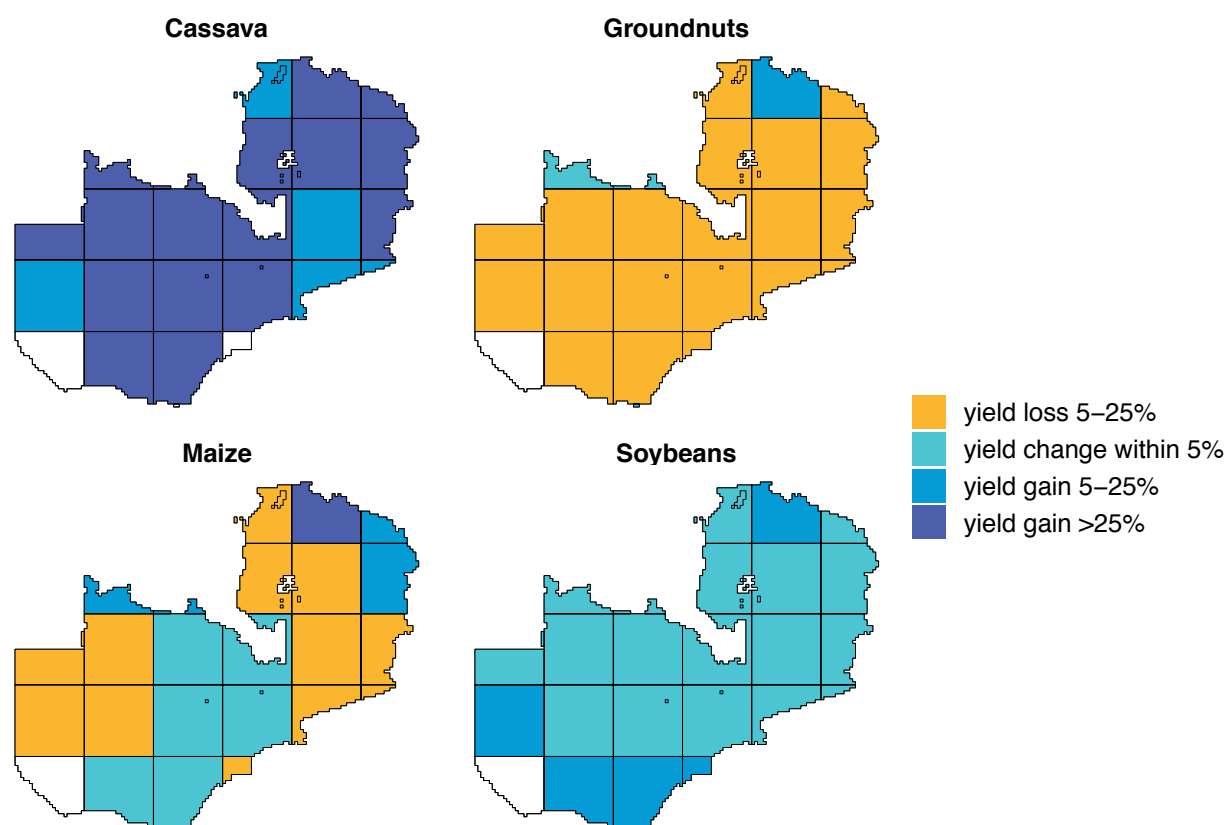 Cassava
Groundnuts
Maize
Soybeans
yield loss 5−25%
yield change within 5%
yield gain 5−25%
yield gain >25%